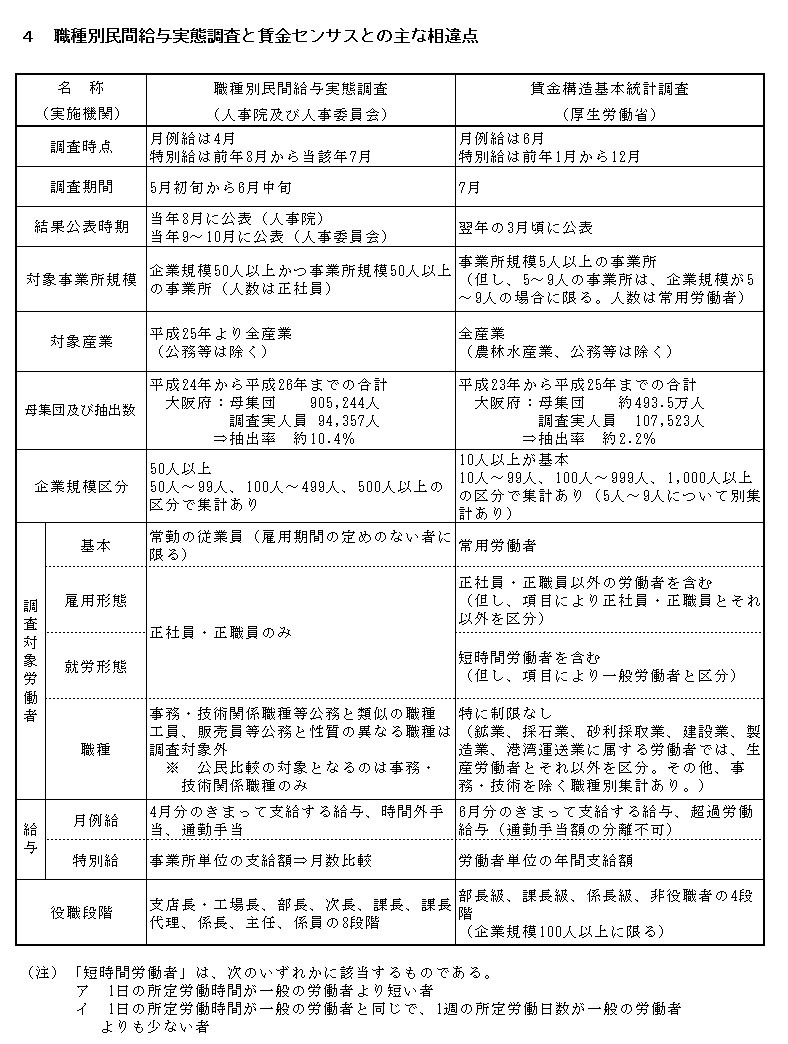 4 職種別民間給与実態調査と賃金センサスとの主な相違点
名 称
(実施機関)
職種別民間給与実態調査
(人事院及び人事委員会)
賃金構造基本統計調査
(厚生労働省)
調査時点
月例給は4月
特別給は前年8月から当該年7月
月例給は6月
特別給は前年1月から12月
調査期間
5月初旬から6月中旬
7月
結果公表時期
当年8月に公表(人事院)
当年9~10月に公表(人事委員会)
翌年の3月頃に公表
対象事業所規模
企業規模50人以上かつ事業所規模50人以上
の事業所(人数は正社員)
事業所規模5人以上の事業所
(但し、5~9人の事業所は、企業規模が5
~9人の場合に限る。人数は常用労働者)
対象産業
平成25年より全産業
(公務等は除く)
全産業
(農林水産業、公務等は除く)
母集団及び抽出数
平成24年から平成26年までの合計
大阪府:母集団 905,244人
調査実人員 94,357人
⇒抽出率 約10.4%
平成23年から平成25年までの合計
大阪府:母集団 約493.5万人
調査実人員 107,523人
⇒抽出率 約2.2%
企業規模区分
50人以上
50人~99人、100人~499人、500人以上の
区分で集計あり
10人以上が基本
10人~99人、100人~999人、1,000人以上
の区分で集計あり(5人~9人について別集
計あり)
調査対象労働者
基本
常勤の従業員(雇用期間の定めのない者に
限る)
常用労働者
雇用形態
正社員・正職員のみ
正社員・正職員以外の労働者を含む
(但し、項目により正社員・正職員とそれ
以外を区分)
就労形態
短時間労働者を含む
(但し、項目により一般労働者と区分)
職種
事務・技術関係職種等公務と類似の職種
工員、販売員等公務と性質の異なる職種は
調査対象外
※ 公民比較の対象となるのは事務・
技術関係職種のみ
特に制限なし
(鉱業、採石業、砂利採取業、建設業、製
造業、港湾運送業に属する労働者では、生
産労働者とそれ以外を区分。その他、事
務・技術を除く職種別集計あり。)
給与
月例給
4月分のきまって支給する給与、時間外手
当、通勤手当
6月分のきまって支給する給与、超過労働
給与(通勤手当額の分離不可)
特別給
事業所単位の支給額⇒月数比較
労働者単位の年間支給額
役職段階
支店長・工場長、部長、次長、課長、課長
代理、係長、主任、係員の8段階
部長級、課長級、係長級、非役職者の4段
階
(企業規模100人以上に限る)
(注) 「短時間労働者」は、次のいずれかに該当するものである。
ア 1日の所定労働時間が一般の労働者より短い者
イ 1日の所定労働時間が一般の労働者と同じで、1週の所定労働日数が一般の労働者
よりも少ない者